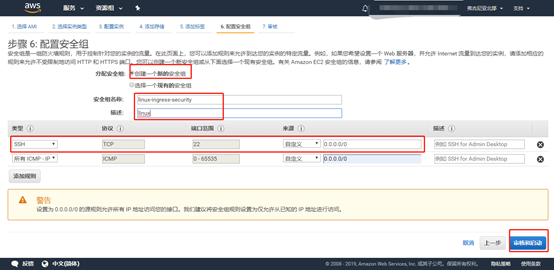 aws
服务
资源组
弗吉尼亚北部
支持
1. 选择 AMI 2. 选择实例类型 3. 配置实例 4. 添加存储 5. 添加标签 6. 配置安全组 7. 审核
步骤 6: 配置安全组
安全组是一组防火墙规则，用于控制针对您的实例的流量。在此页面上，您可以添加规则来允许到达您的实例的特定流量。例如，如果您希望设置一个 Web 服务器，并允许 Internet 流量到达您的实例，请添加相应的
规则来允许不受限制地访问 HTTP 和 HTTPS 端口。您可以创建一个新安全组或从下面选择一个现有安全组。有关 Amazon EC2 安全组的信息，请参阅 了解更多 。
分配安全组: 创建一个新的安全组
选择一个现有的安全组
安全组名称: linux-ingress-security
描述: linux
类型 协议 端口范围 来源 描述
SSH TCP 22 自定义 0.0.0.0/0 例如 SSH for Admin Desktop
所有 ICMP - IP ICMP 0 - 65535 自定义 0.0.0.0/0 例如 SSH for Admin Desktop
添加规则
警告
设置为 0.0.0.0/0 的源规则允许所有 IP 地址访问您的接口。我们建议将安全组规则设置为仅允许从已知的 IP 地址进行访问。
取消 上一步 审核和启动
反馈 中文(简体) © 2008 - 2019, Amazon Web Services, Inc. 或其子公司。保留所有权利。 隐私策略 使用条款